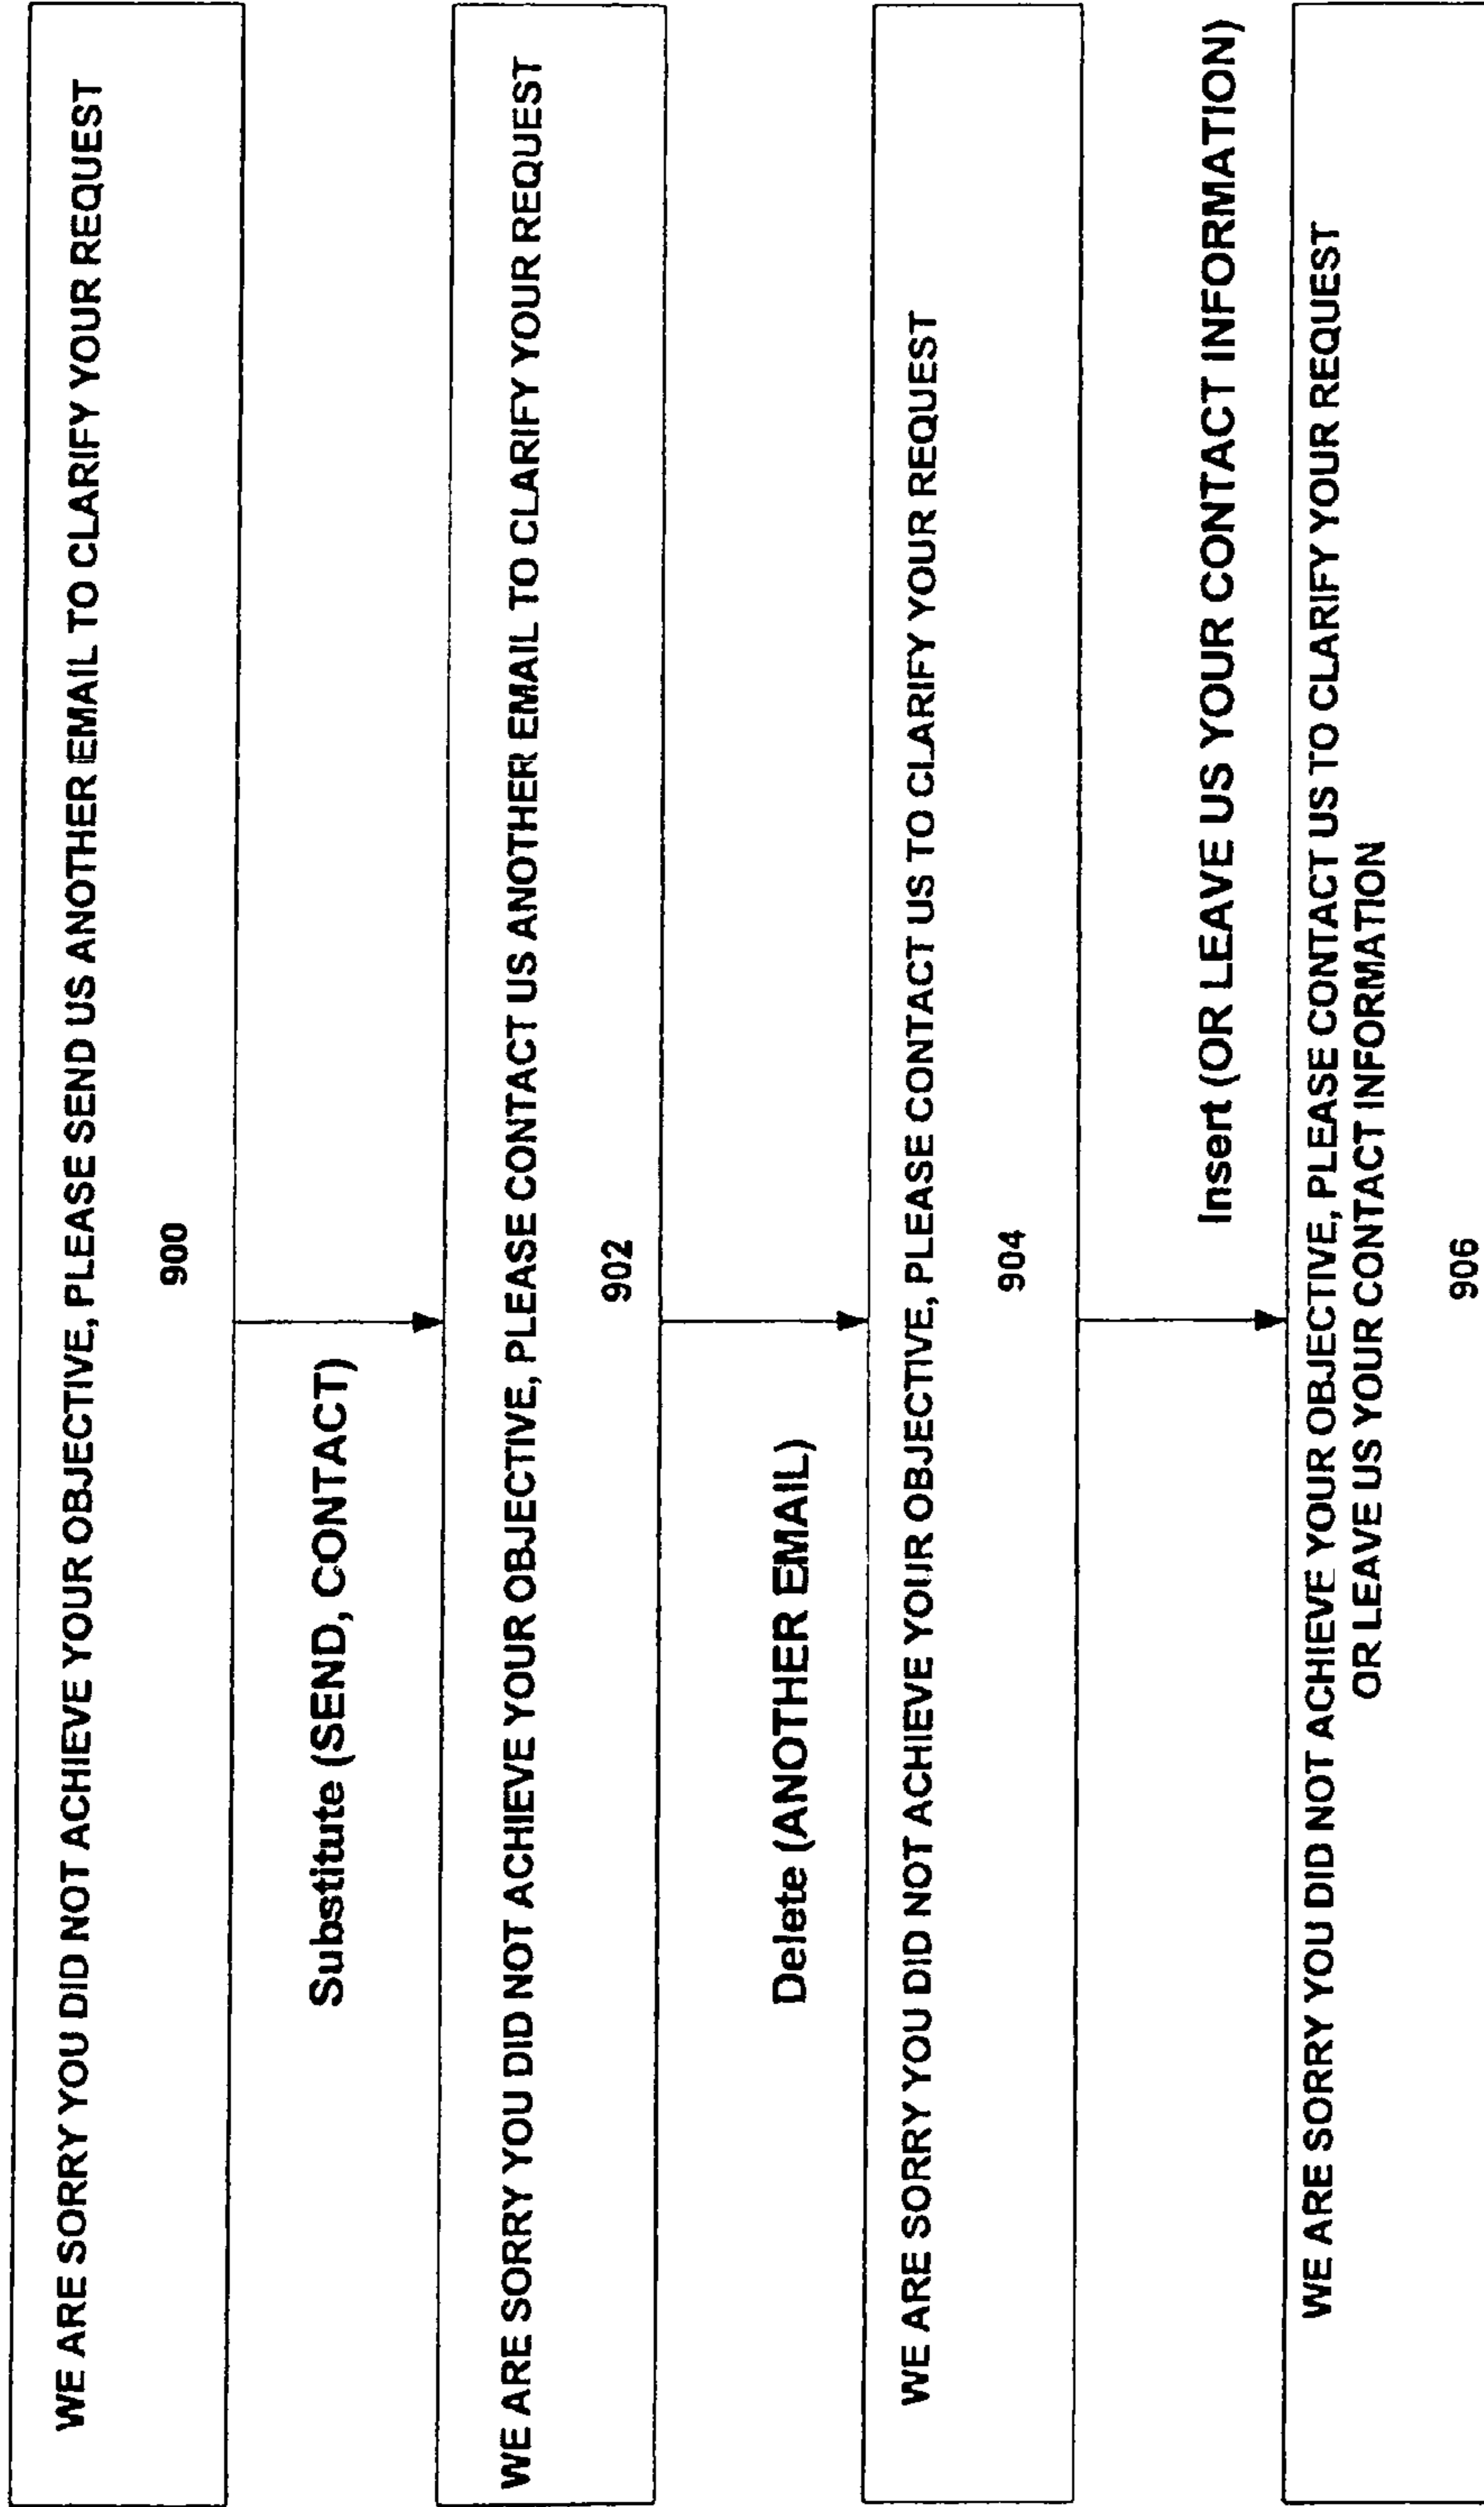 WE ARE SORRY YOU DID NOT ACHIEVE YOUR OBJECTIVE, PLEASE SEND US ANOTHER EMAIL TO CLARIFY YOUR REQUEST
900
Substitute (SEND, CONTACT)
WE ARE SORRY YOU DID NOT ACHIEVE YOUR OBJECTIVE, PLEASE CONTACT US ANOTHER EMAIL TO CLARIFY YOUR REQUEST
902
Delete (ANOTHER EMAIL)
WE ARE SORRY YOU DID NOT ACHIEVE YOUR OBJECTIVE, PLEASE CONTACT US TO CLARIFY YOUR REQUEST
904
Insert (OR LEAVE US YOUR CONTACT INFORMATION)
WE ARE SORRY YOU DID NOT ACHIEVE YOUR OBJECTIVE, PLEASE CONTACT US TO CLARIFY YOUR REQUEST
OR LEAVE US YOUR CONTACT INFORMATION
906